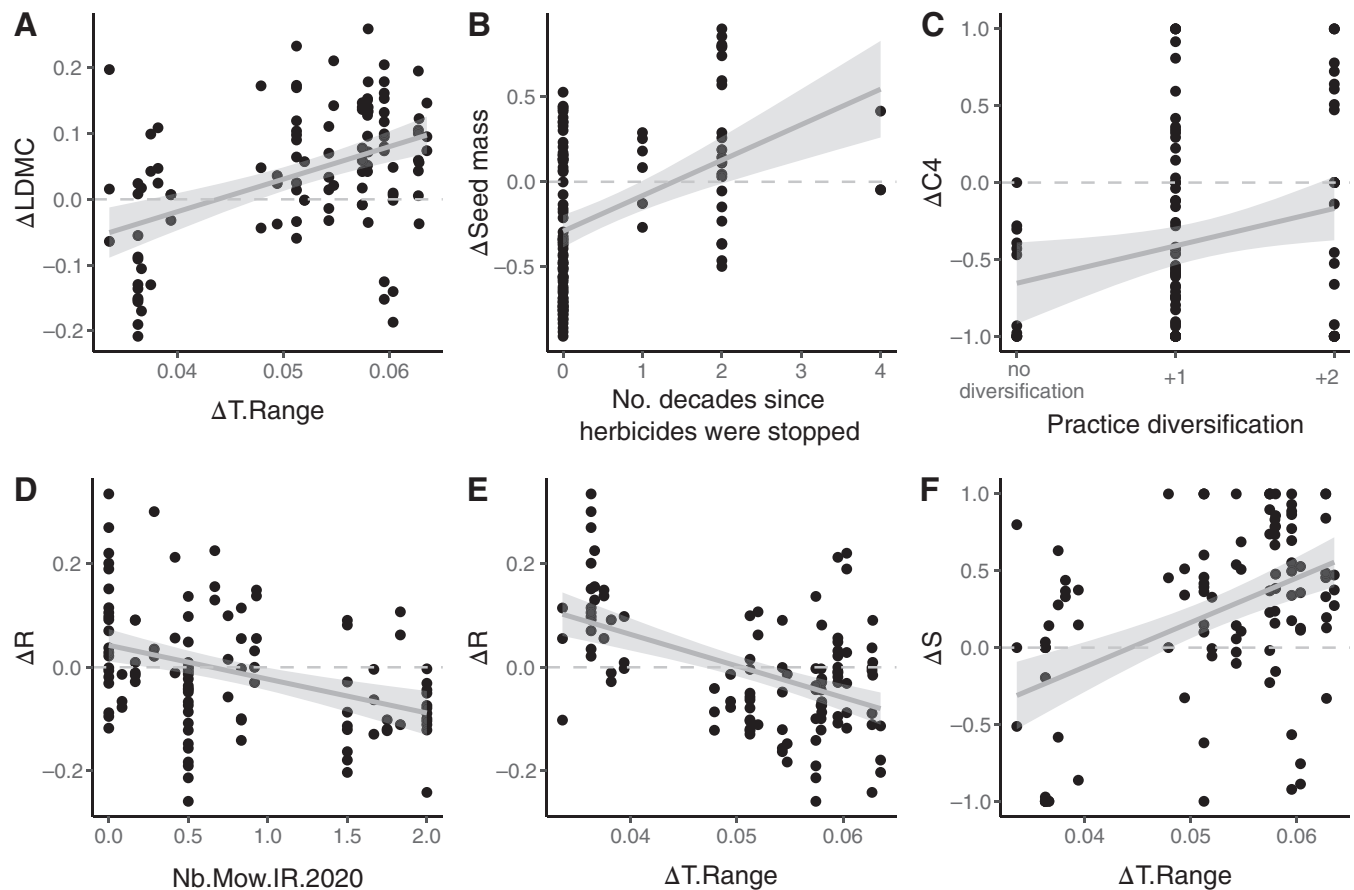 A
ΔLDMC
0.2
0.1
0.0
−0.1
−0.2
0.04
0.05
0.06
ΔT.Range
B
ΔSeed mass
0.5
0.0
−0.5
0
1
2
3
4
No. decades since
herbicides were stopped
C
ΔC4
1.0
0.5
0.0
−0.5
−1.0
no
diversification
+1
+2
Practice diversification
D
ΔR
0.2
0.0
−0.2
0.0
0.5
1.0
1.5
2.0
Nb.Mow.IR.2020
E
ΔR
0.2
0.0
−0.2
0.04
0.05
0.06
ΔT.Range
F
ΔS
1.0
0.5
0.0
−0.5
−1.0
0.04
0.05
0.06
ΔT.Range